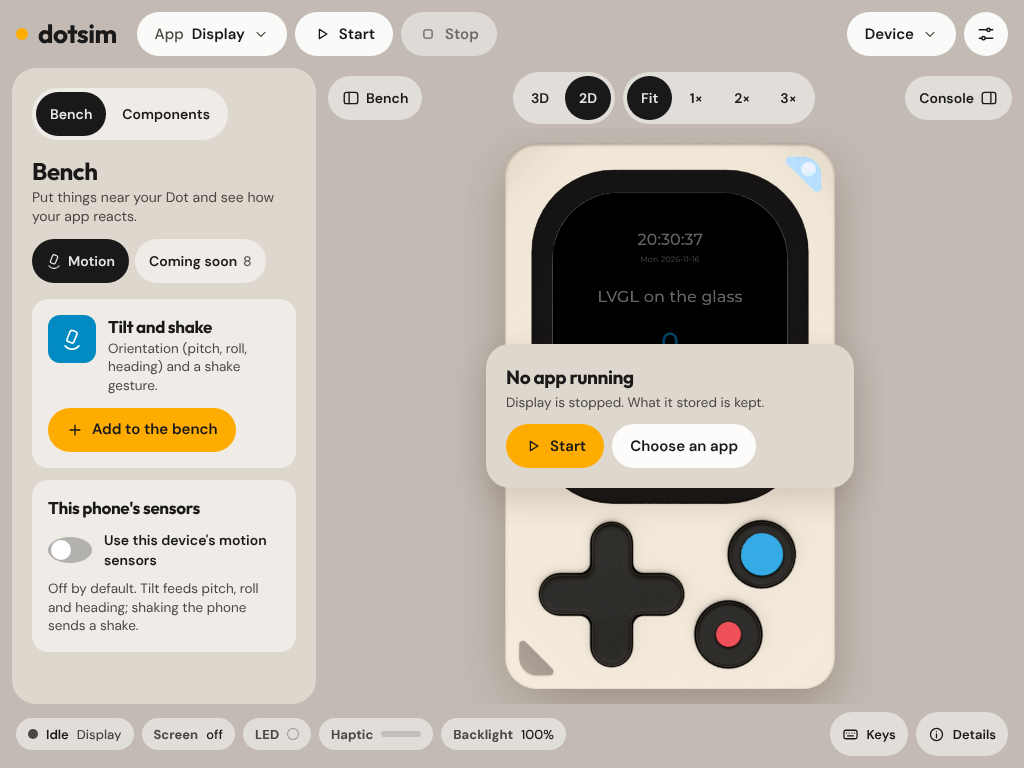 dotsim
App Display
Start
Stop
Device
Bench
Components
Bench
3D
2D
Fit
1×
2×
3×
Console
Bench
Put things near your Dot and see how
your app reacts.
Motion
Coming soon 8
Tilt and shake
Orientation (pitch, roll,
heading) and a shake
gesture.
Add to the bench
This phone's sensors
Use this device's motion
sensors
Off by default. Tilt feeds pitch, roll
and heading; shaking the phone
sends a shake.
20:30:37
Mon 2026-11-16
LVGL on the glass
No app running
Display is stopped. What it stored is kept.
Start
Choose an app
Idle Display
Screen off
LED
Haptic
Backlight 100%
Keys
Details